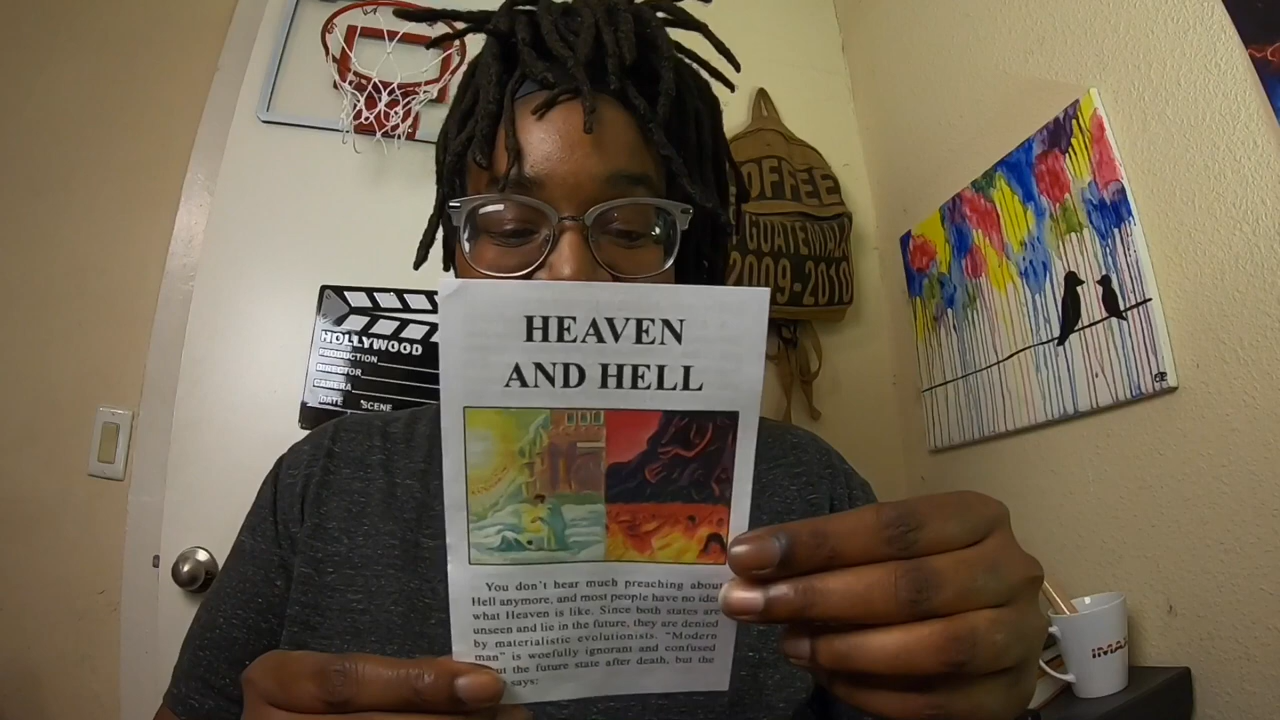 HEAVEN
AND HELL
You don't hear much preaching about
Hell anymore, and most people have no idea
what Heaven is like. Since both states are
unseen and lie in the future, they are denied
by materialistic evolutionists. "Modern
man" is woefully ignorant and confused
the future state after death, but the
says:
HOLLYWOOD
PRODUCTION
DIRECTOR
CAMERA
DATE SCENE
COFFEE
GUATEMALA
2009-2010
IMAX